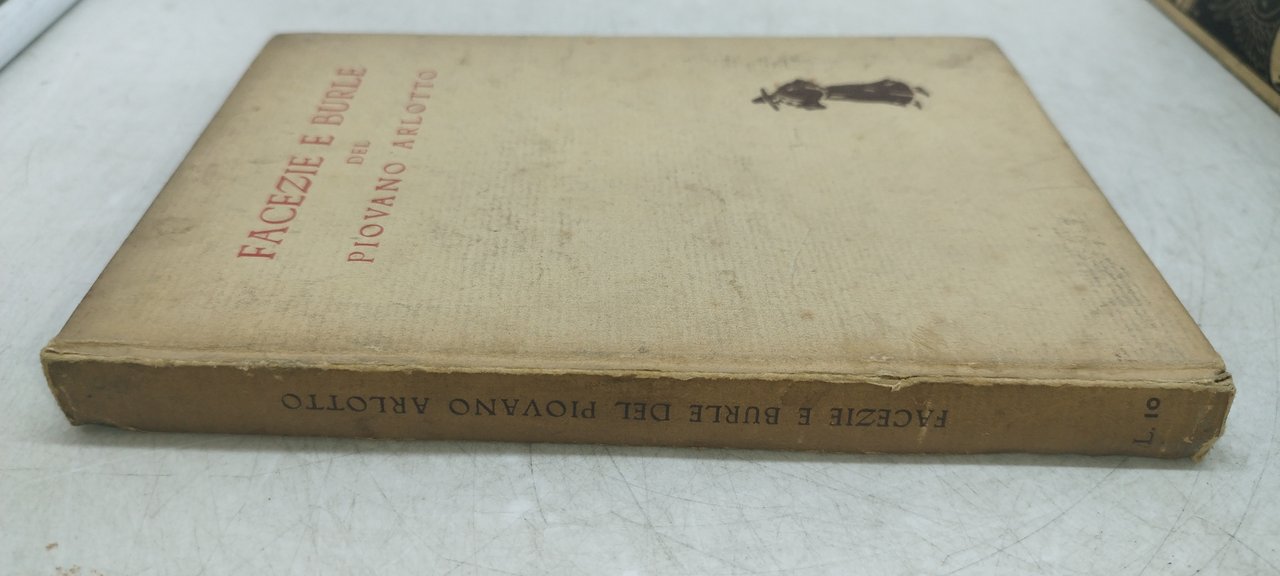 FACEZIE E BURLE
DEL
PIOVANO ARLOTTO
FACEZIE E BURLE DEL PIOVANO ARLOTTO
L. 10